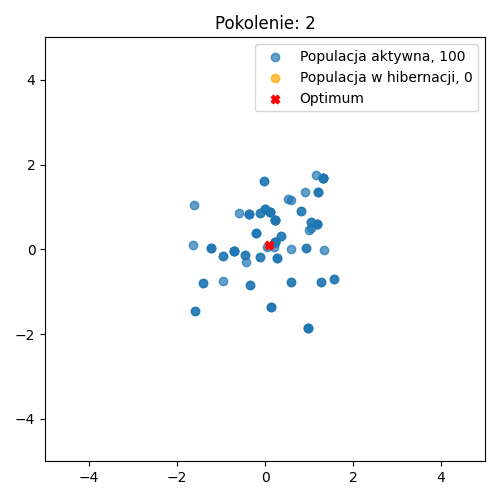 Pokolenie: 2
Populacja aktywna, 100
Populacja w hibernacji, 0
Optimum
4
2
0
−2
−4
−4 −2 0 2 4